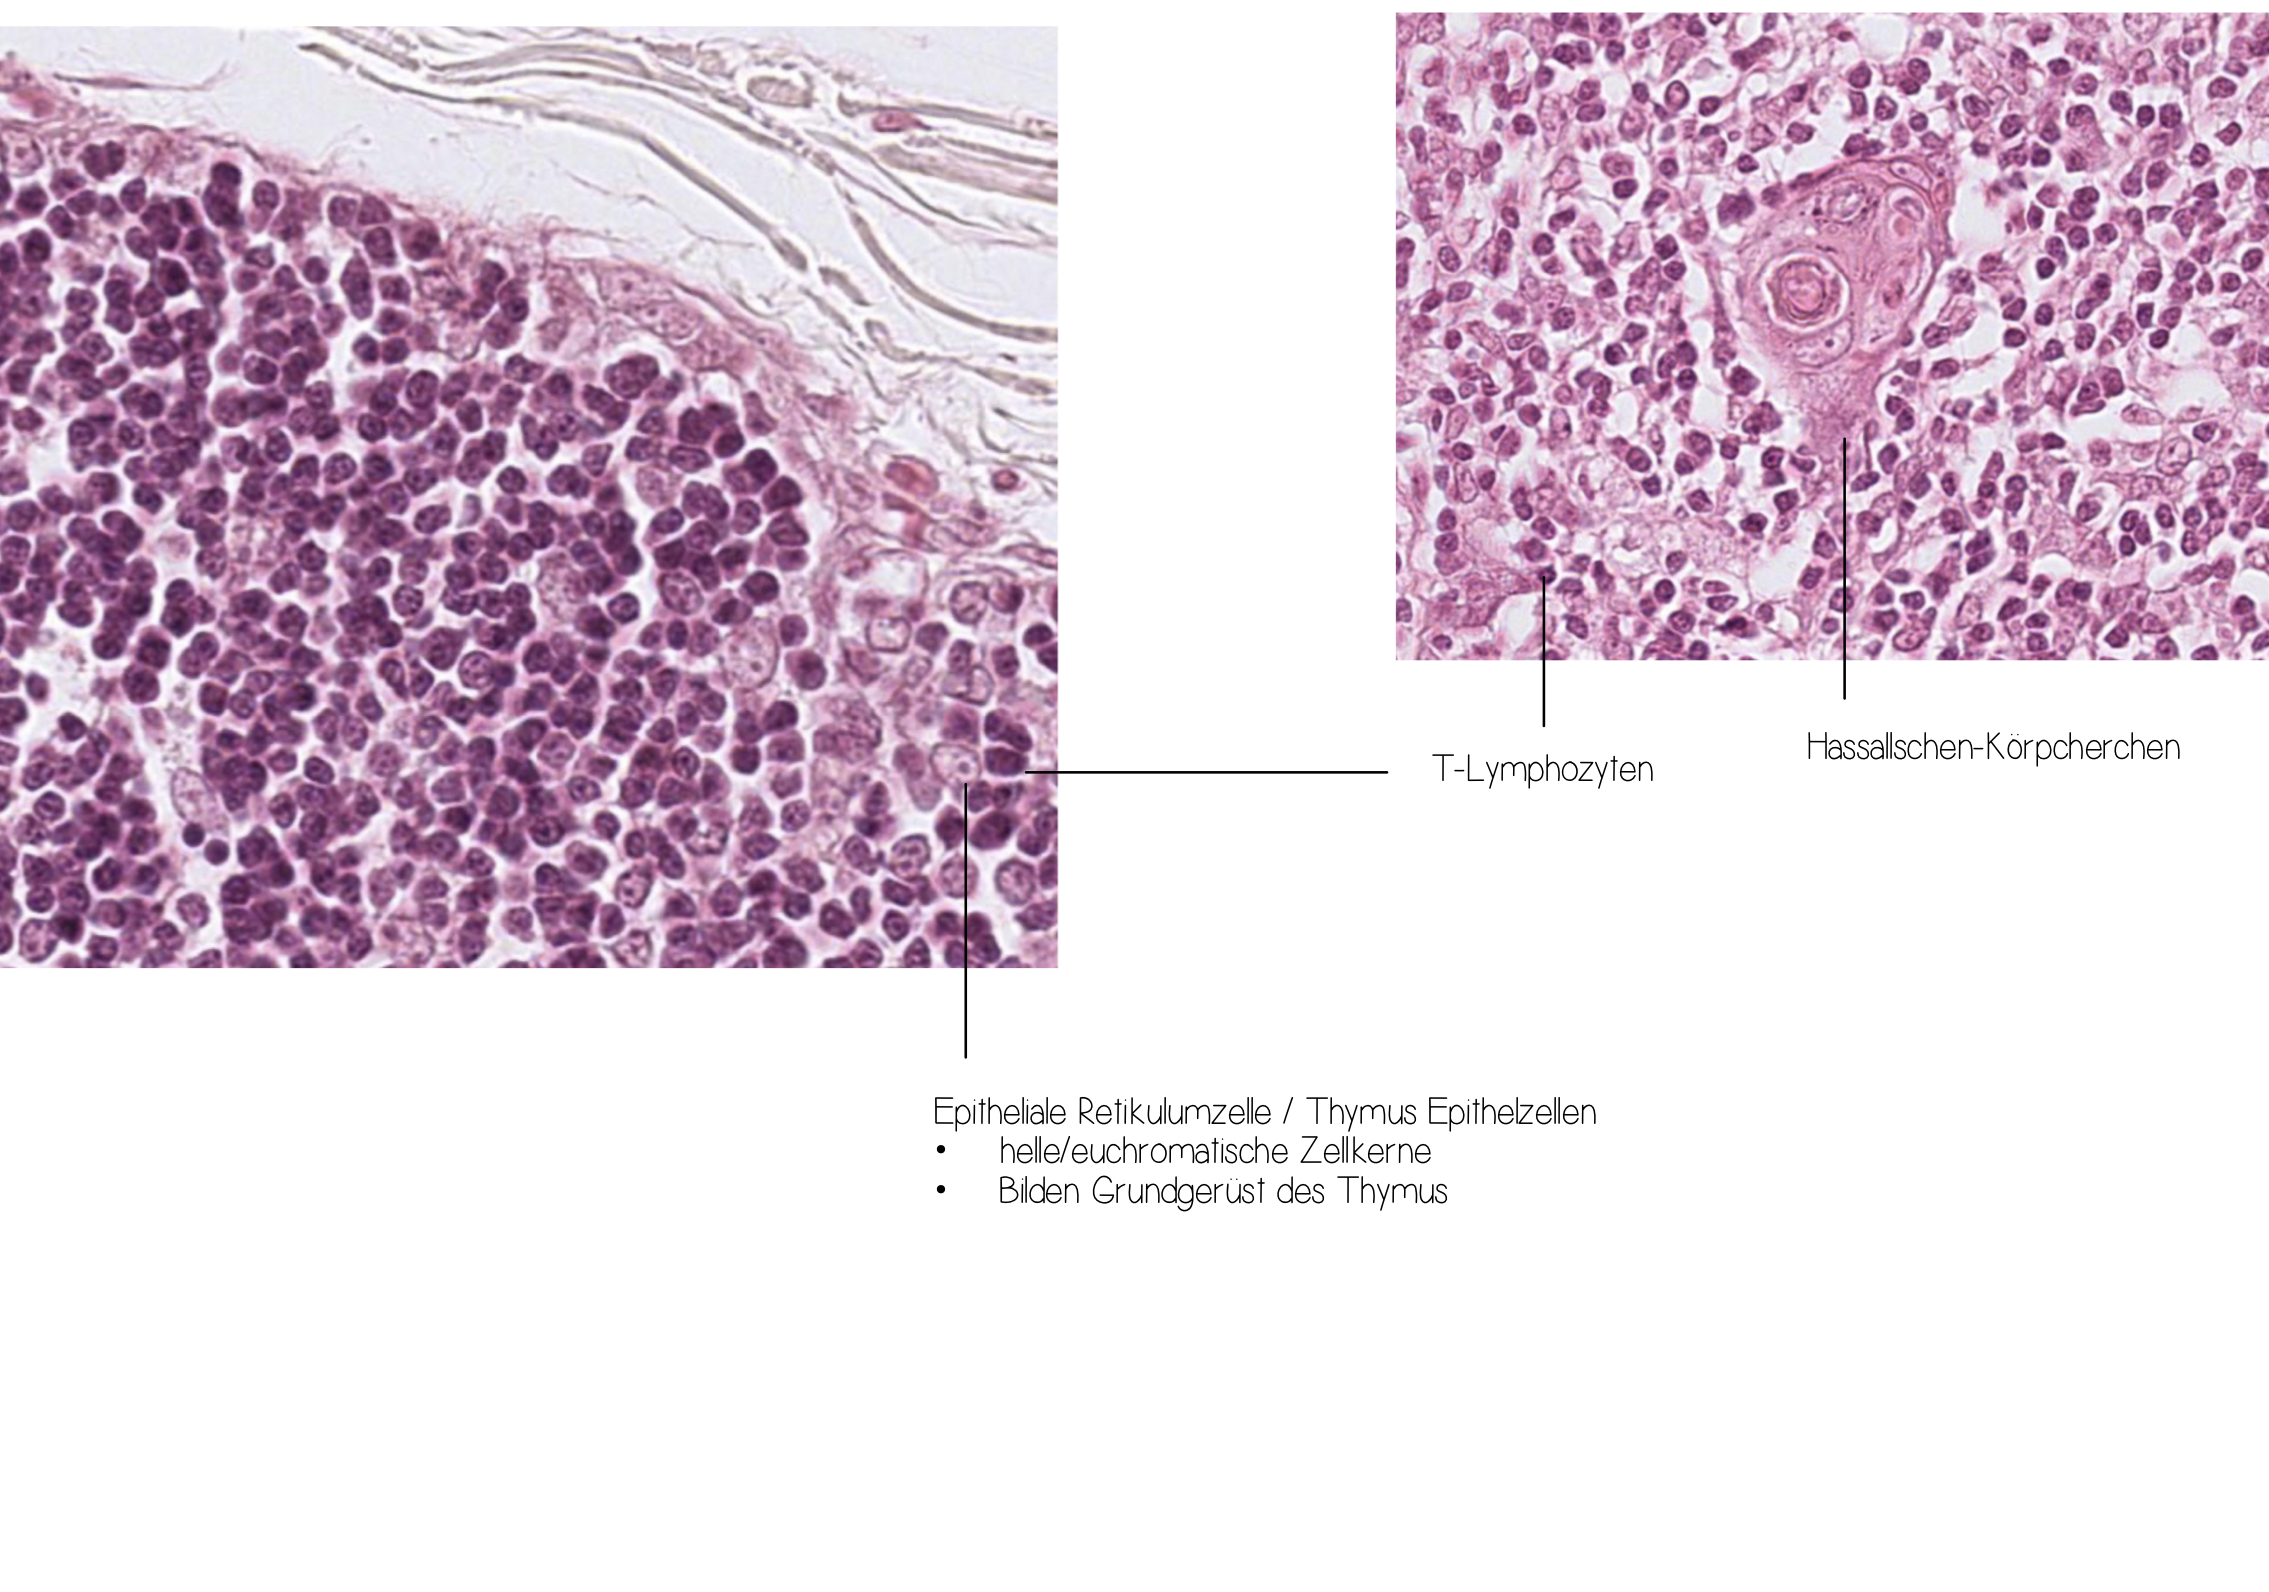 Hassallschen-Körpcherchen
T-Lymphozyten
Epitheliale Retikulumzelle / Thymus Epithelzellen
• helle/euchromatische Zellkerne
• Bilden Grundgerüst des Thymus